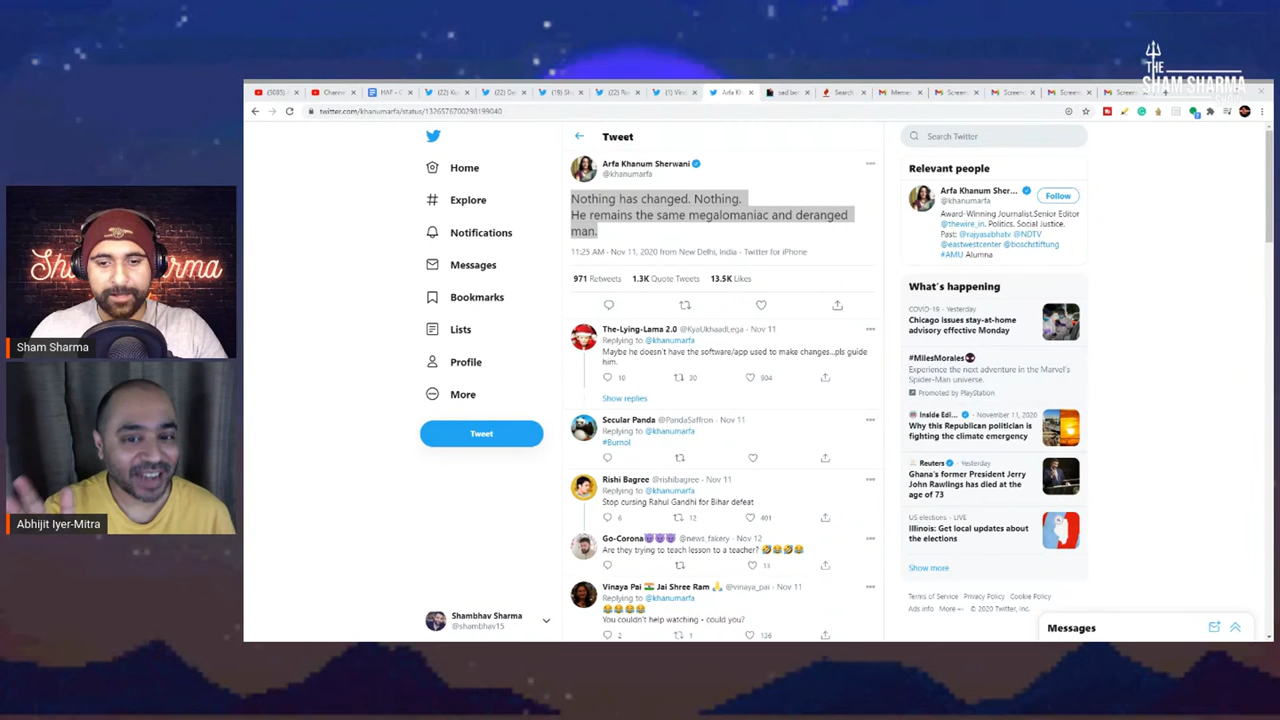 THE
SHAM SHARMA
twitter.com/khanumarfa/status/1326576700298199040
Sham Sharma
Abhijit Iyer-Mitra
Home
Explore
Notifications
Messages
Bookmarks
Lists
Profile
More
Tweet
Shambhav Sharma
@shambhav15
Tweet
Arfa Khanum Sherwani
@khanumarfa
Nothing has changed. Nothing.
He remains the same megalomaniac and deranged
man.
11:25 AM · Nov 11, 2020 from New Delhi, India · Twitter for iPhone
971 Retweets 1.3K Quote Tweets 13.5K Likes
The-Lying-Lama 2.0 @KyaUkhaadLega · Nov 11
Replying to @khanumarfa
Maybe he doesn't have the software/app used to make changes...pls guide
him.
10 30 904
Show replies
Secular Panda @PandaSaffron · Nov 11
Replying to @khanumarfa
#Burnol
Rishi Bagree @rishibagree · Nov 11
Replying to @khanumarfa
Stop cursing Rahul Gandhi for Bihar defeat
6 12 401
Go-Corona😈😈😈 @news_fakery · Nov 12
Are they trying to teach lesson to a teacher? 🤣😂🤣😂
13
Vinaya Pai 🇮🇳 Jai Shree Ram 🙏 @vinaya_pai · Nov 11
Replying to @khanumarfa
😂😂😂😂
You couldn't help watching - could you?
2 1 136
Search Twitter
Relevant people
Arfa Khanum Sher...
@khanumarfa
Follow
Award-Winning Journalist.Senior Editor
@thewire_in. Politics. Social Justice.
Past: @rajyasabhatv @NDTV
@eastwestcenter @boschstiftung
#AMU Alumna
What's happening
COVID-19 · Yesterday
Chicago issues stay-at-home
advisory effective Monday
#MilesMorales
Experience the next adventure in the Marvel's
Spider-Man universe.
Promoted by PlayStation
Inside Edi... · November 11, 2020
Why this Republican politician is
fighting the climate emergency
Reuters · Yesterday
Ghana's former President Jerry
John Rawlings has died at the
age of 73
US elections · LIVE
Illinois: Get local updates about
the elections
Show more
Terms of Service Privacy Policy Cookie Policy
Ads info More © 2020 Twitter, Inc.
Messages